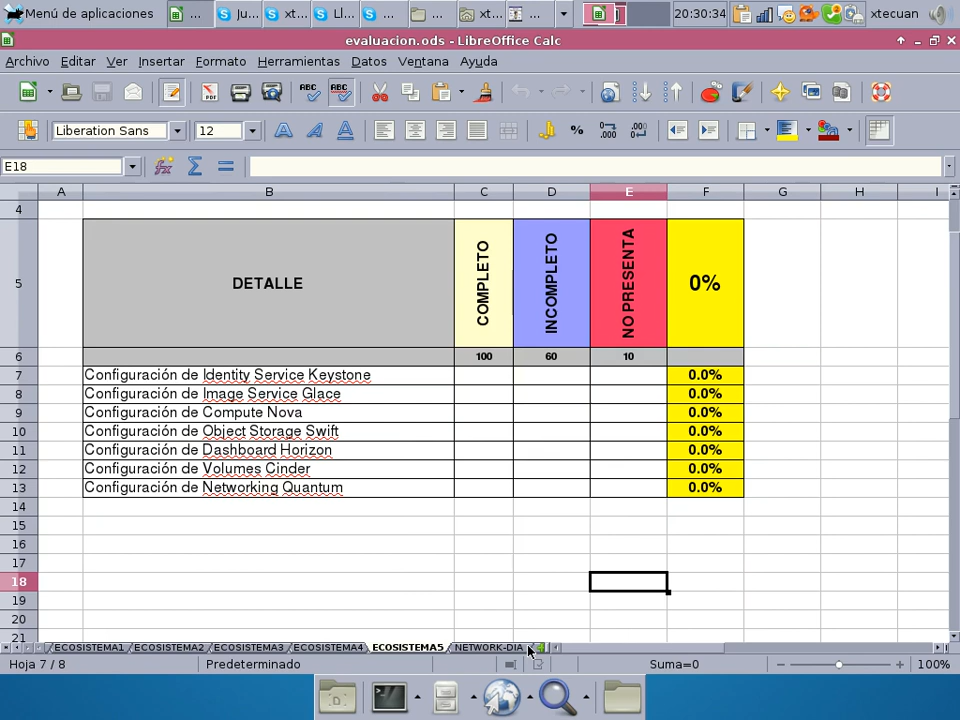 Menú de aplicaciones
...
Ju...
xt...
Ll...
...
...
xt...
...
20:30:34
xtecuan
evaluacion.ods - LibreOffice Calc
Archivo Editar Ver Insertar Formato Herramientas Datos Ventana Ayuda
Liberation Sans 12
E18
A B C D E F G H I
4
5 DETALLE COMPLETO INCOMPLETO NO PRESENTA 0%
6 100 60 10
7 Configuración de Identity Service Keystone 0.0%
8 Configuración de Image Service Glace 0.0%
9 Configuración de Compute Nova 0.0%
10 Configuración de Object Storage Swift 0.0%
11 Configuración de Dashboard Horizon 0.0%
12 Configuración de Volumes Cinder 0.0%
13 Configuración de Networking Quantum 0.0%
14
15
16
17
18
19
20
21
ECOSISTEMA1 ECOSISTEMA2 ECOSISTEMA3 ECOSISTEMA4 ECOSISTEMA5 NETWORK-DIA
Hoja 7 / 8 Predeterminado Suma=0 100%